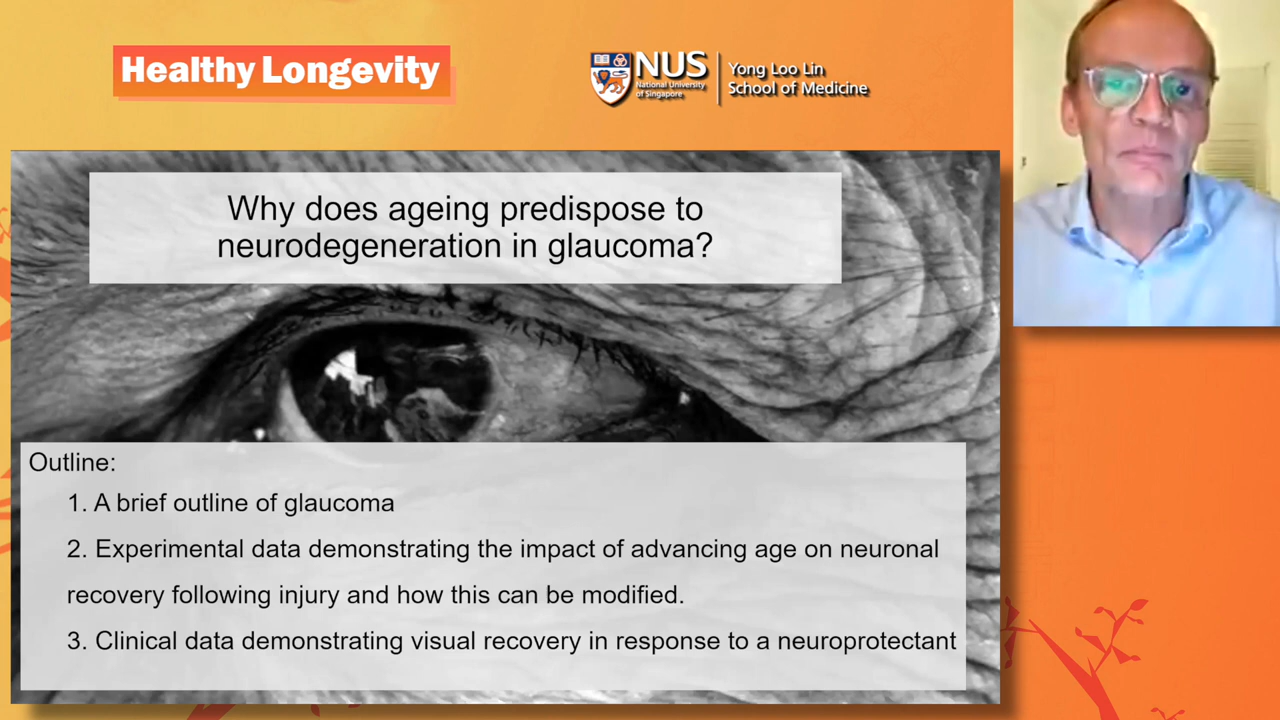 Healthy Longevity
NUS
National University
of Singapore
Yong Loo Lin
School of Medicine
Why does ageing predispose to
neurodegeneration in glaucoma?
Outline:
1. A brief outline of glaucoma
2. Experimental data demonstrating the impact of advancing age on neuronal
recovery following injury and how this can be modified.
3. Clinical data demonstrating visual recovery in response to a neuroprotectant